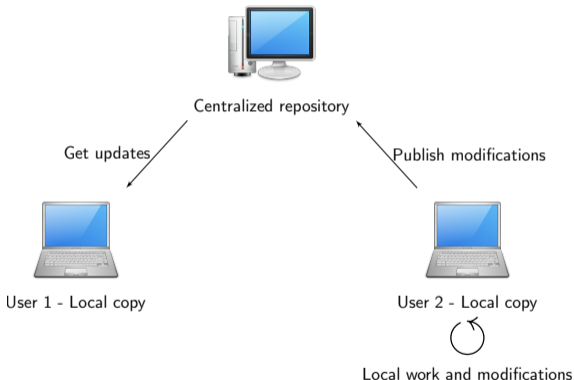 Centralized repository
Get updates
Publish modifications
User 1 - Local copy
User 2 - Local copy
Local work and modifications